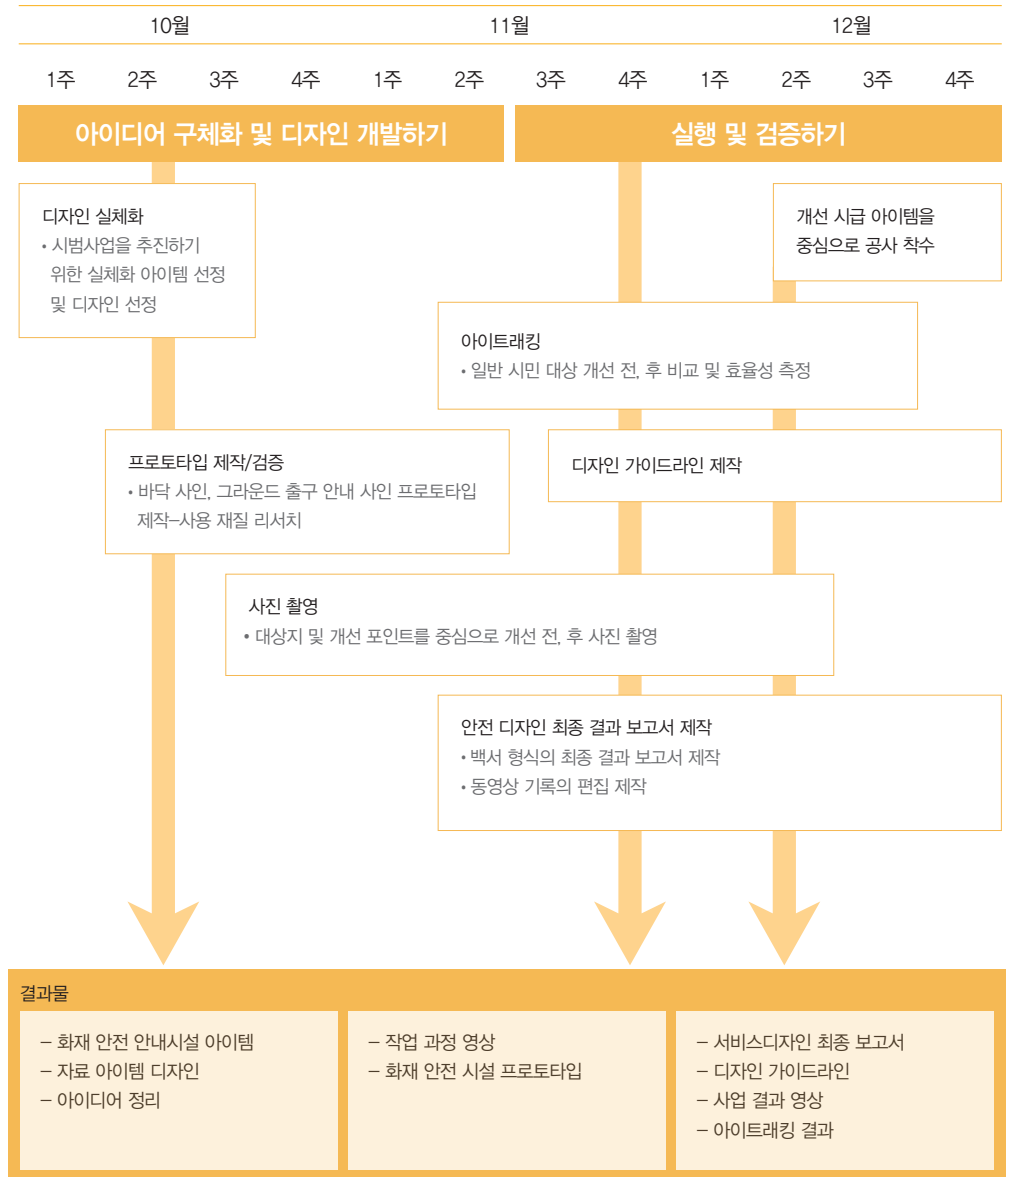 10월 11월 12월
1주 2주 3주 4주 1주 2주 3주 4주 1주 2주 3주 4주
아이디어 구체화 및 디자인 개발하기
실행 및 검증하기
디자인 실체화
• 시범사업을 추진하기
위한 실체화 아이템 선정
및 디자인 선정
개선 시급 아이템을
중심으로 공사 착수
아이트래킹
• 일반 시민 대상 개선 전, 후 비교 및 효율성 측정
프로토타입 제작/검증
• 바닥 사인, 그라운드 출구 안내 사인 프로토타입
제작–사용 재질 리서치
디자인 가이드라인 제작
사진 촬영
• 대상지 및 개선 포인트를 중심으로 개선 전, 후 사진 촬영
안전 디자인 최종 결과 보고서 제작
• 백서 형식의 최종 결과 보고서 제작
• 동영상 기록의 편집 제작
결과물
– 화재 안전 안내시설 아이템
– 자료 아이템 디자인
– 아이디어 정리
– 작업 과정 영상
– 화재 안전 시설 프로토타입
– 서비스디자인 최종 보고서
– 디자인 가이드라인
– 사업 결과 영상
– 아이트래킹 결과